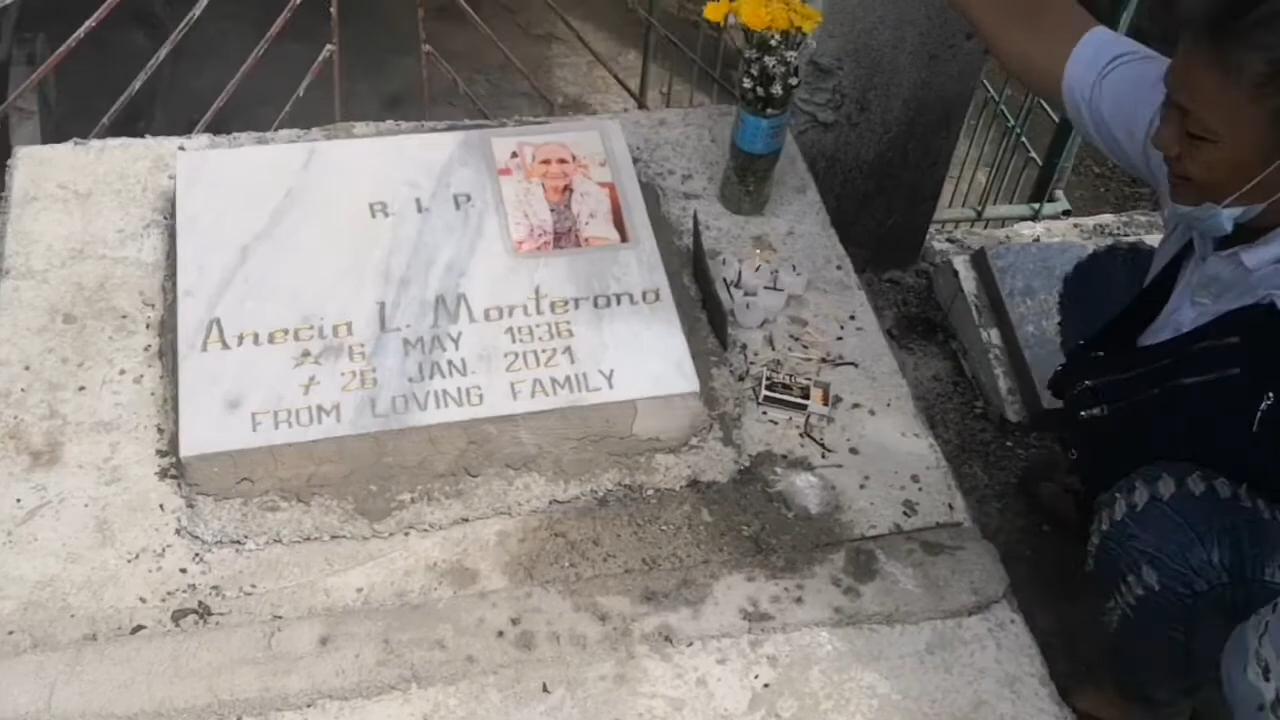 R. I. P.
Anecia L. Monterona
☆ 6 MAY 1936
† 26 JAN. 2021
FROM LOVING FAMILY